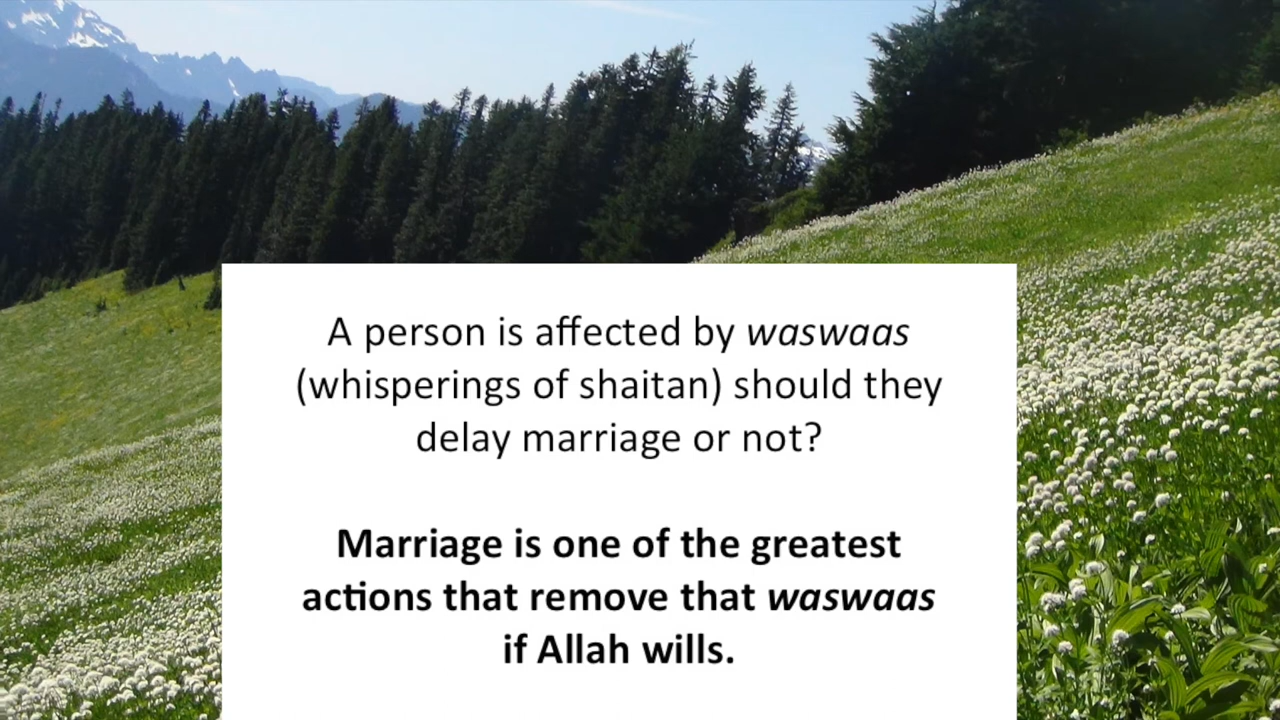 A person is affected by waswaas
(whisperings of shaitan) should they
delay marriage or not?
Marriage is one of the greatest
actions that remove that waswaas
if Allah wills.